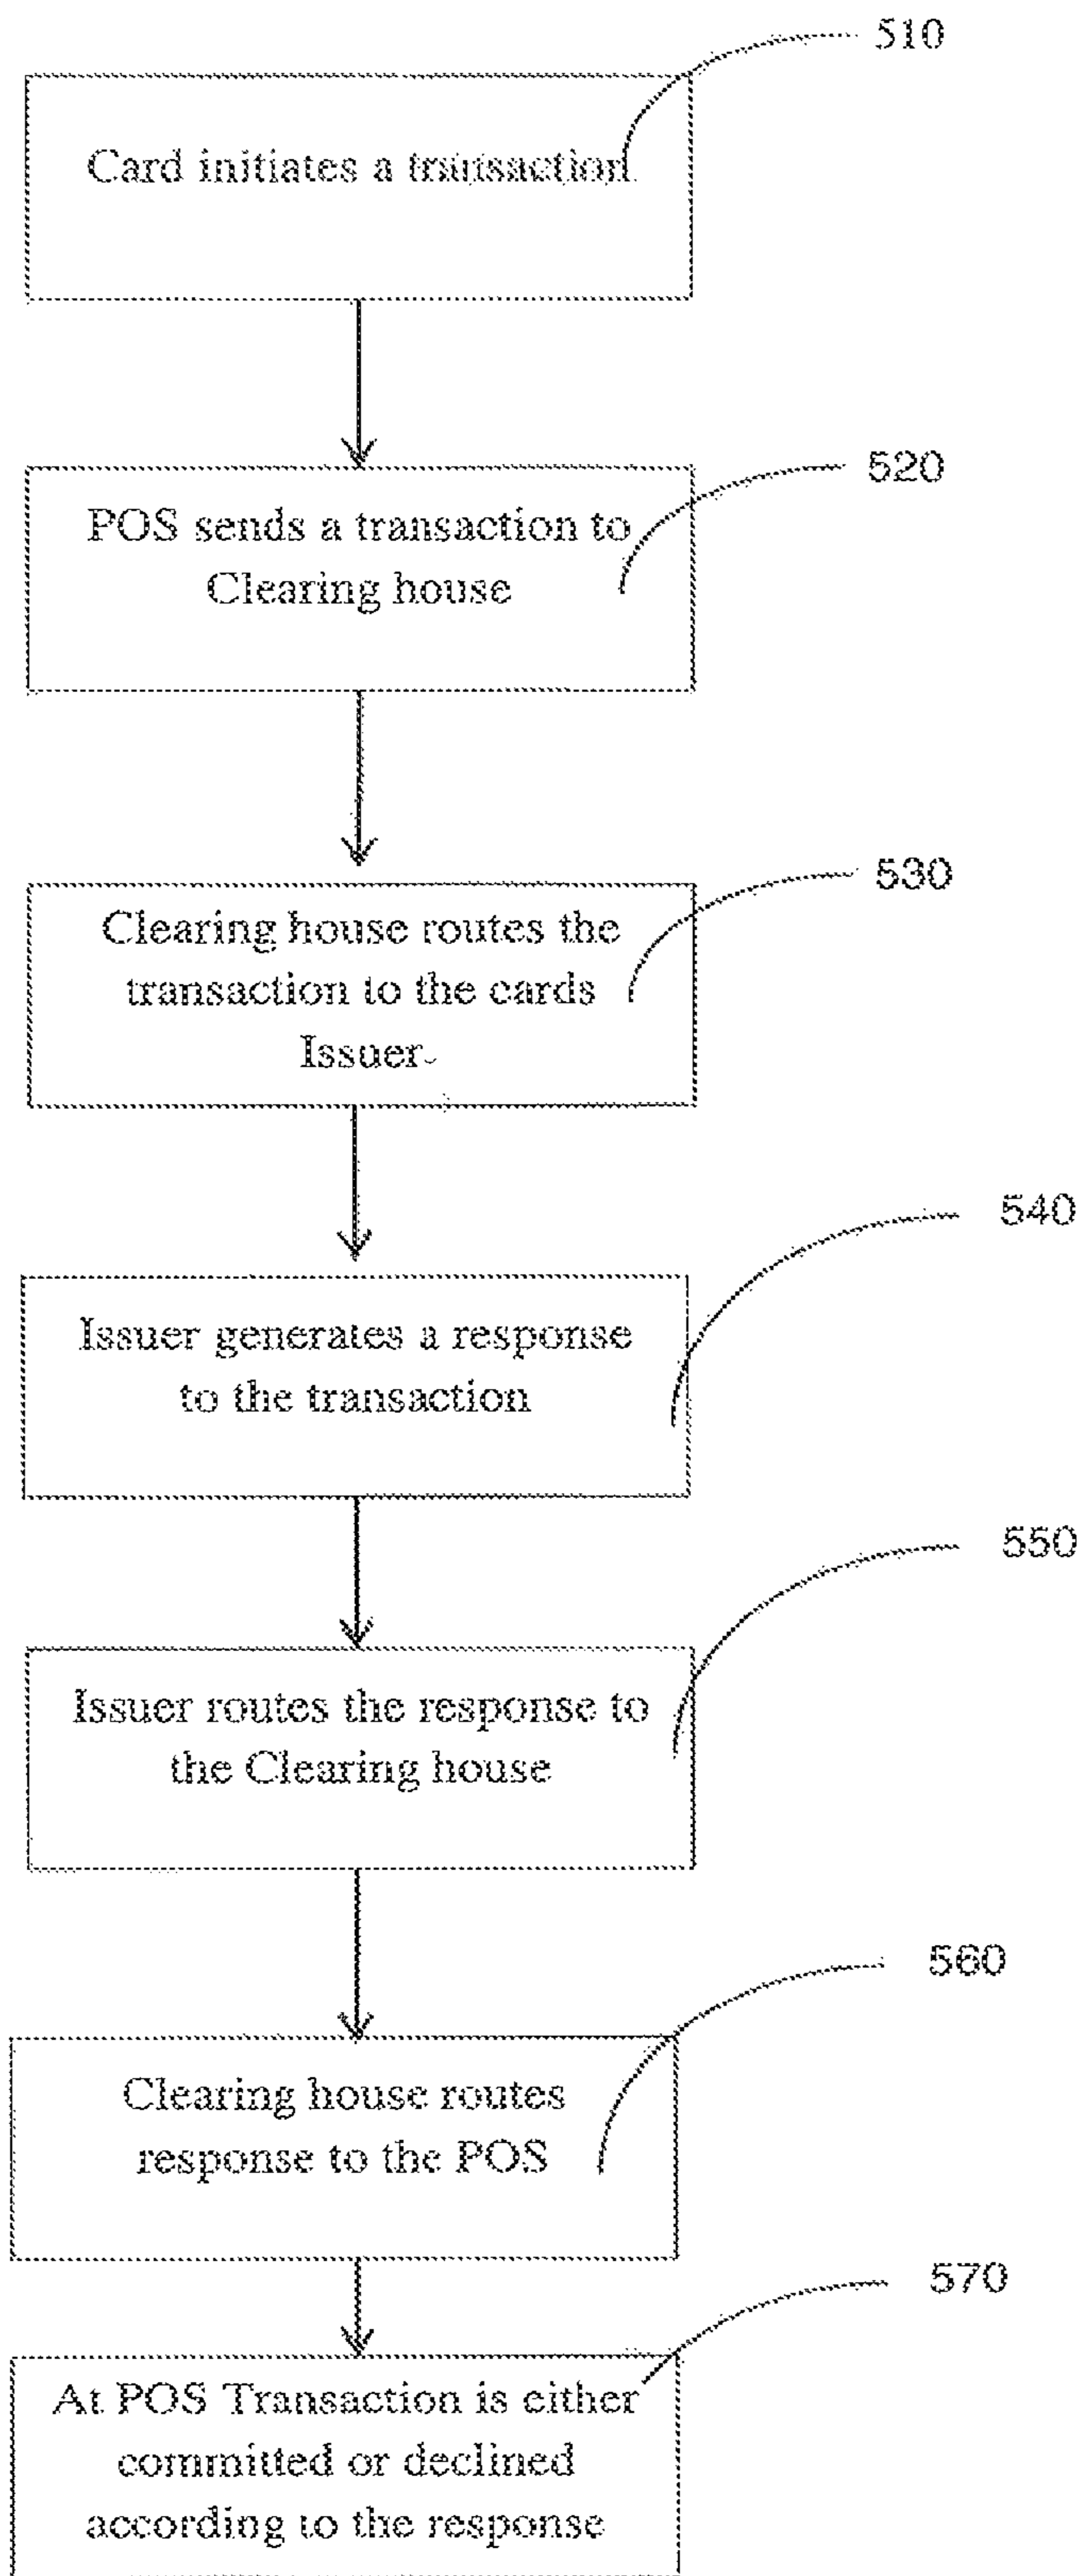 510
Card initiates a transaction
520
POS sends a transaction to
Clearing house
530
Clearing house routes the
transaction to the cards
Issuer
540
Issuer generates a response
to the transaction
550
Issuer routes the response to
the Clearing house
560
Clearing house routes
response to the POS
570
At POS Transaction is either
committed or declined
according to the response